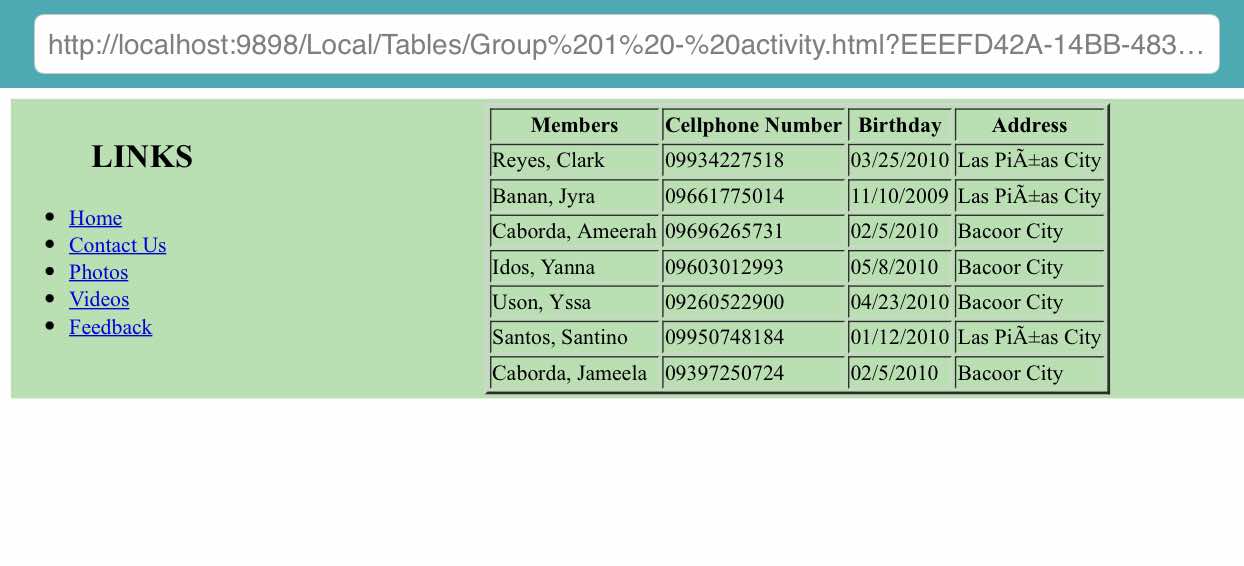 http://localhost:9898/Local/Tables/Group%201%20-%20activity.html?EEEFD42A-14BB-483…
LINKS
Home
Contact Us
Photos
Videos
Feedback
Members Cellphone Number Birthday Address
Reyes, Clark 09934227518 03/25/2010 Las PiÃ±as City
Banan, Jyra 09661775014 11/10/2009 Las PiÃ±as City
Caborda, Ameerah 09696265731 02/5/2010 Bacoor City
Idos, Yanna 09603012993 05/8/2010 Bacoor City
Uson, Yssa 09260522900 04/23/2010 Bacoor City
Santos, Santino 09950748184 01/12/2010 Las PiÃ±as City
Caborda, Jameela 09397250724 02/5/2010 Bacoor City